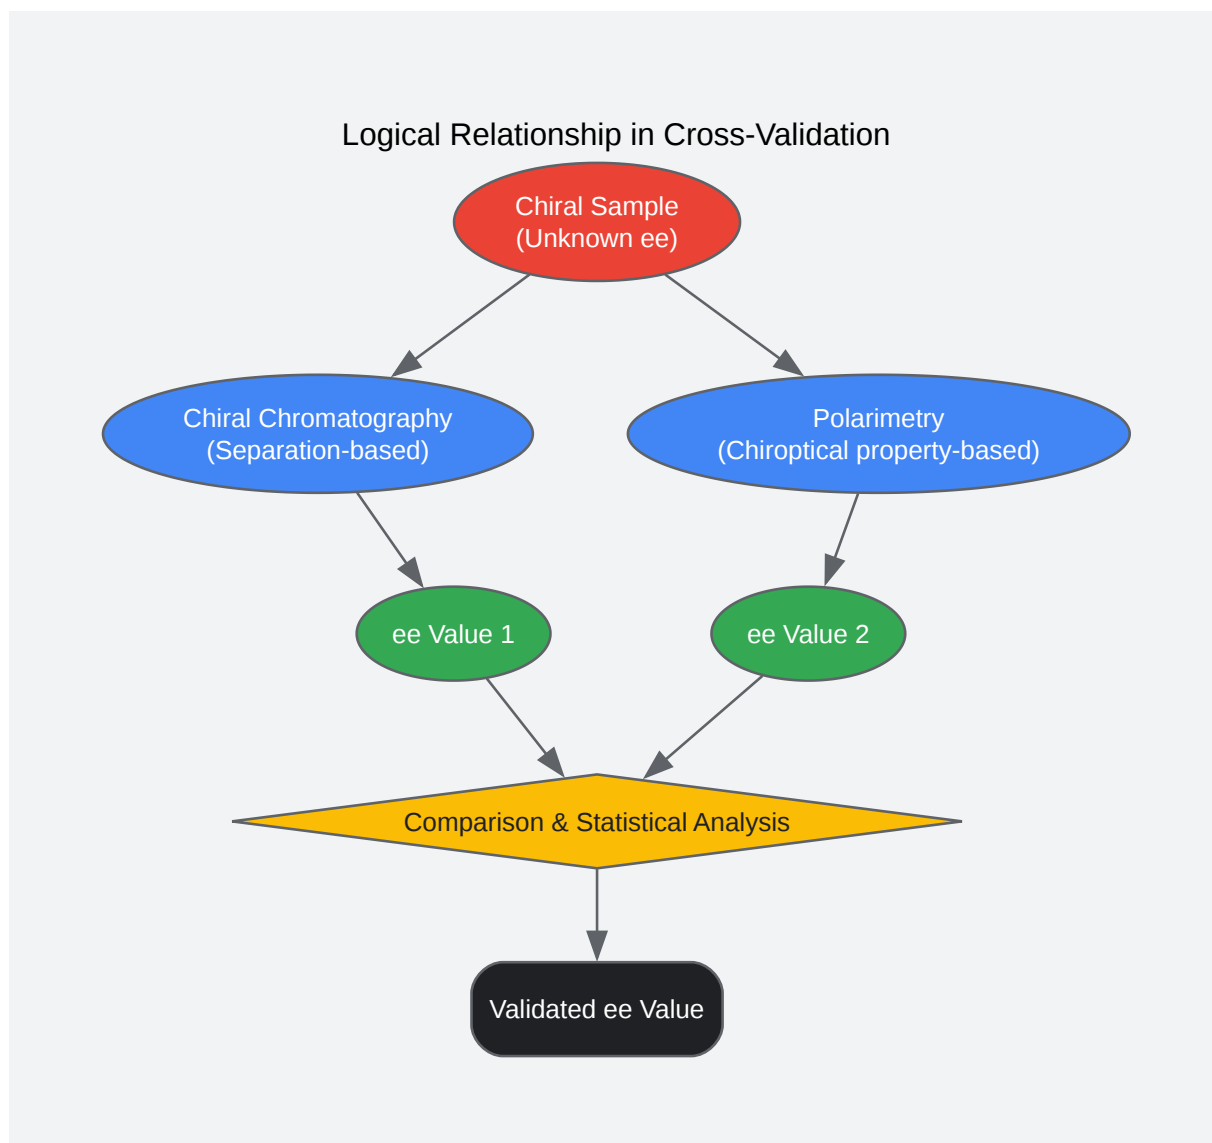 Logical Relationship in Cross-Validation
Chiral Sample
(Unknown ee)
Chiral Chromatography
(Separation-based)
Polarimetry
(Chiroptical property-based)
ee Value 1
ee Value 2
Comparison & Statistical Analysis
Validated ee Value